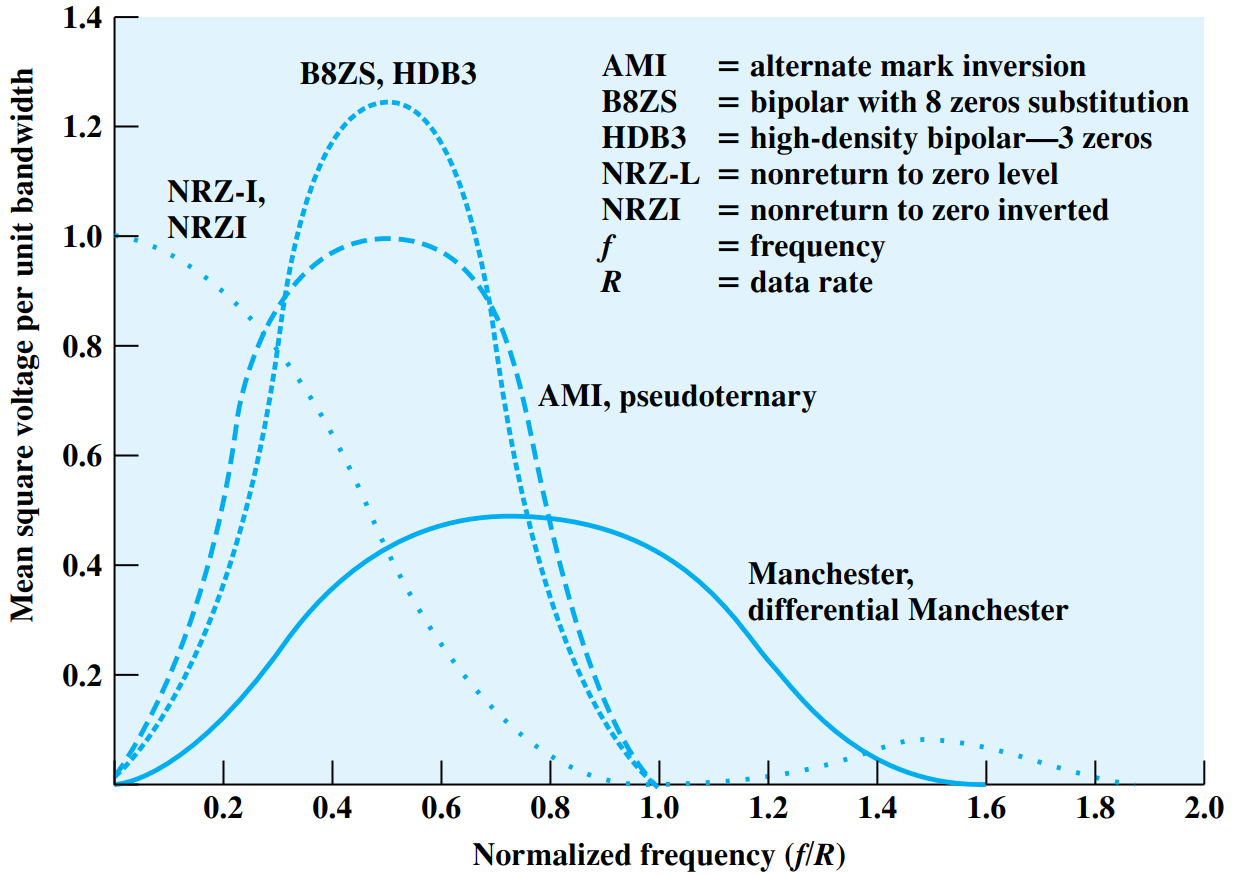 1.4
1.2
1.0
0.8
0.6
0.4
0.2
Mean square voltage per unit bandwidth
B8ZS, HDB3
NRZ-I,
NRZI
AMI = alternate mark inversion
B8ZS = bipolar with 8 zeros substitution
HDB3 = high-density bipolar—3 zeros
NRZ-L = nonreturn to zero level
NRZI = nonreturn to zero inverted
f = frequency
R = data rate
AMI, pseudoternary
Manchester,
differential Manchester
0.2 0.4 0.6 0.8 1.0 1.2 1.4 1.6 1.8 2.0
Normalized frequency (f/R)